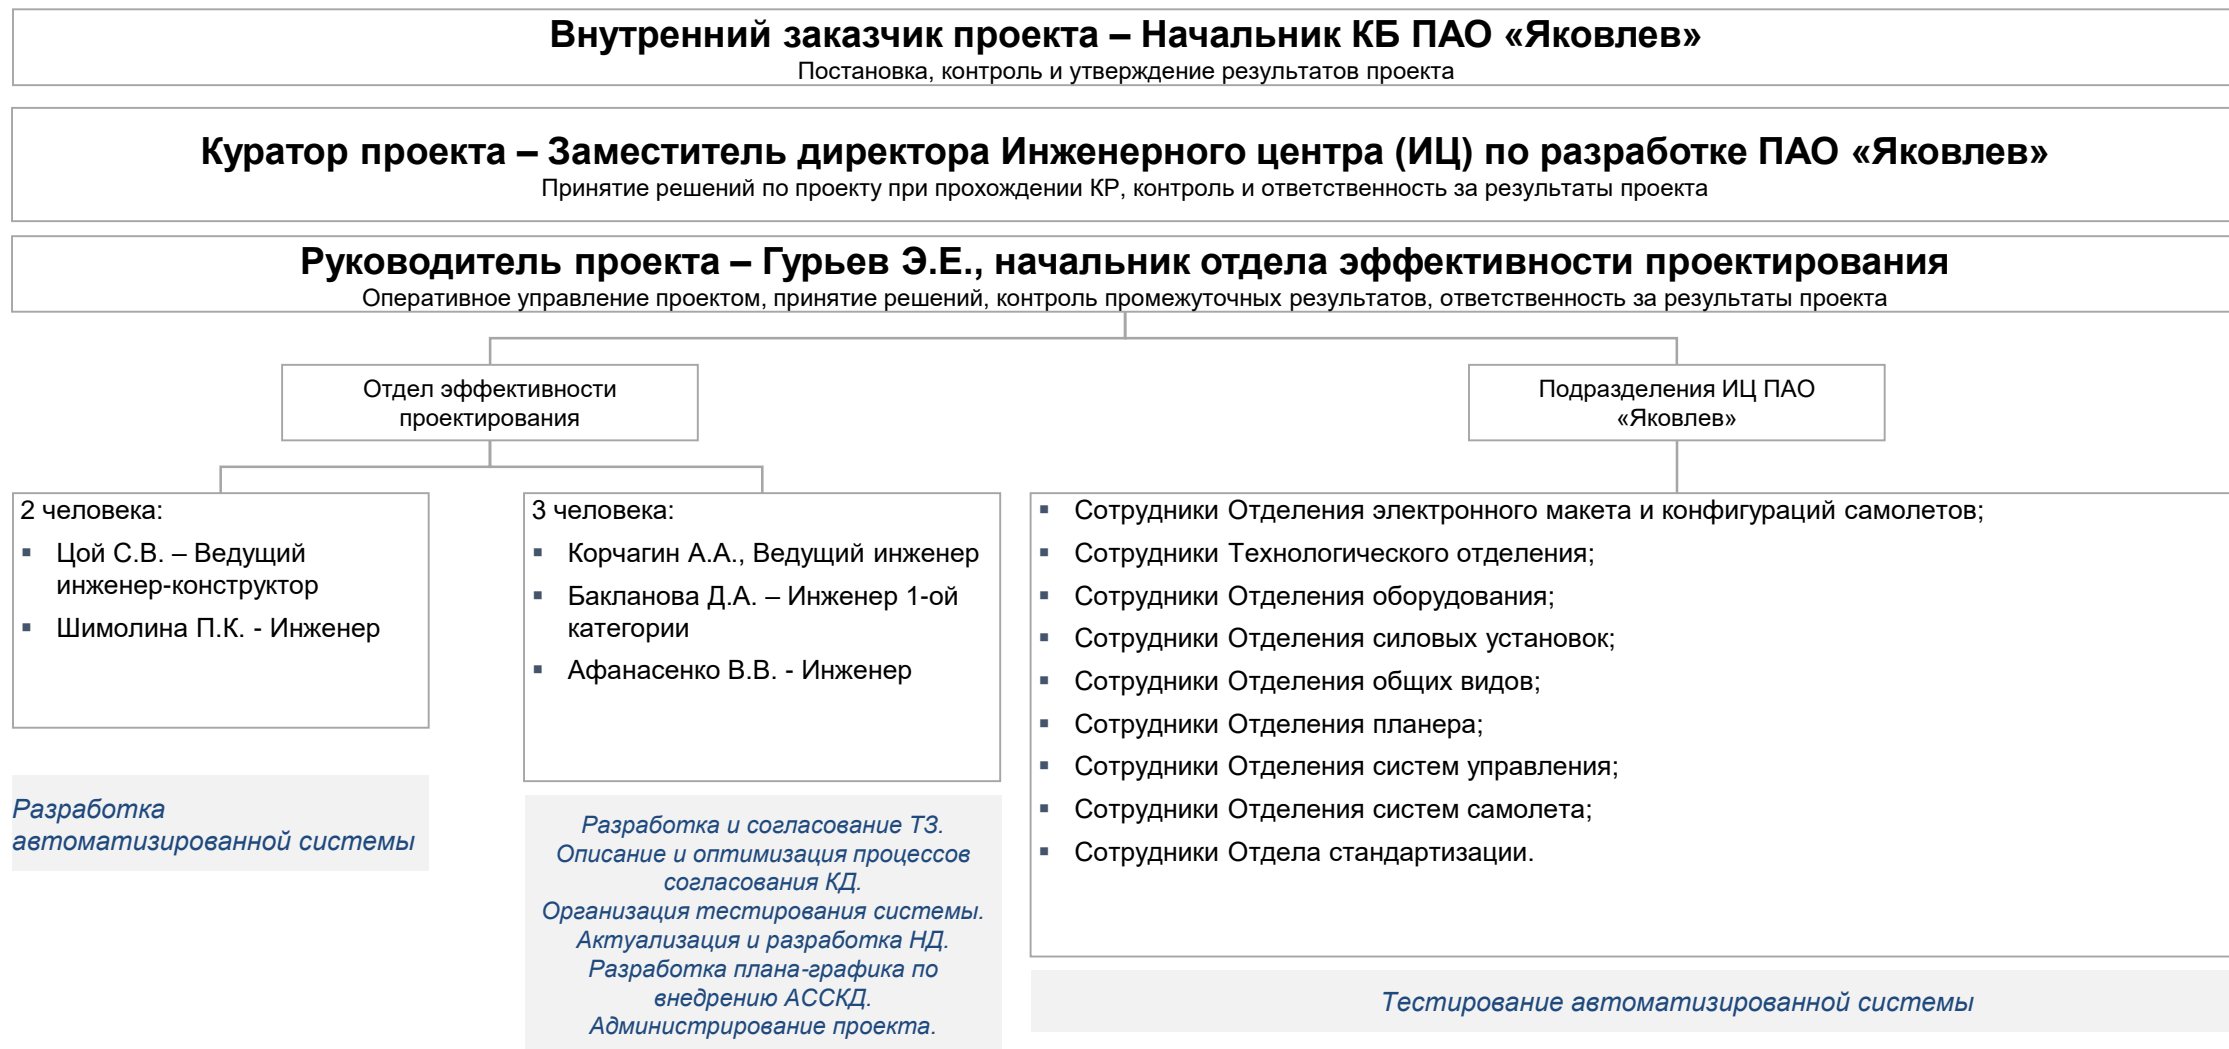 Внутренний заказчик проекта – Начальник КБ ПАО «Яковлев»
Постановка, контроль и утверждение результатов проекта
Куратор проекта – Заместитель директора Инженерного центра (ИЦ) по разработке ПАО «Яковлев»
Принятие решений по проекту при прохождении КР, контроль и ответственность за результаты проекта
Руководитель проекта – Гурьев Э.Е., начальник отдела эффективности проектирования
Оперативное управление проектом, принятие решений, контроль промежуточных результатов, ответственность за результаты проекта
Отдел эффективности
проектирования
Подразделения ИЦ ПАО
«Яковлев»
2 человека:
▪ Цой С.В. – Ведущий
инженер-конструктор
▪ Шимолина П.К. - Инженер
Разработка
автоматизированной системы
3 человека:
▪ Корчагин А.А., Ведущий инженер
▪ Бакланова Д.А. – Инженер 1-ой
категории
▪ Афанасенко В.В. - Инженер
Разработка и согласование ТЗ.
Описание и оптимизация процессов
согласования КД.
Организация тестирования системы.
Актуализация и разработка НД.
Разработка плана-графика по
внедрению АССКД.
Администрирование проекта.
▪ Сотрудники Отделения электронного макета и конфигураций самолетов;
▪ Сотрудники Технологического отделения;
▪ Сотрудники Отделения оборудования;
▪ Сотрудники Отделения силовых установок;
▪ Сотрудники Отделения общих видов;
▪ Сотрудники Отделения планера;
▪ Сотрудники Отделения систем управления;
▪ Сотрудники Отделения систем самолета;
▪ Сотрудники Отдела стандартизации.
Тестирование автоматизированной системы